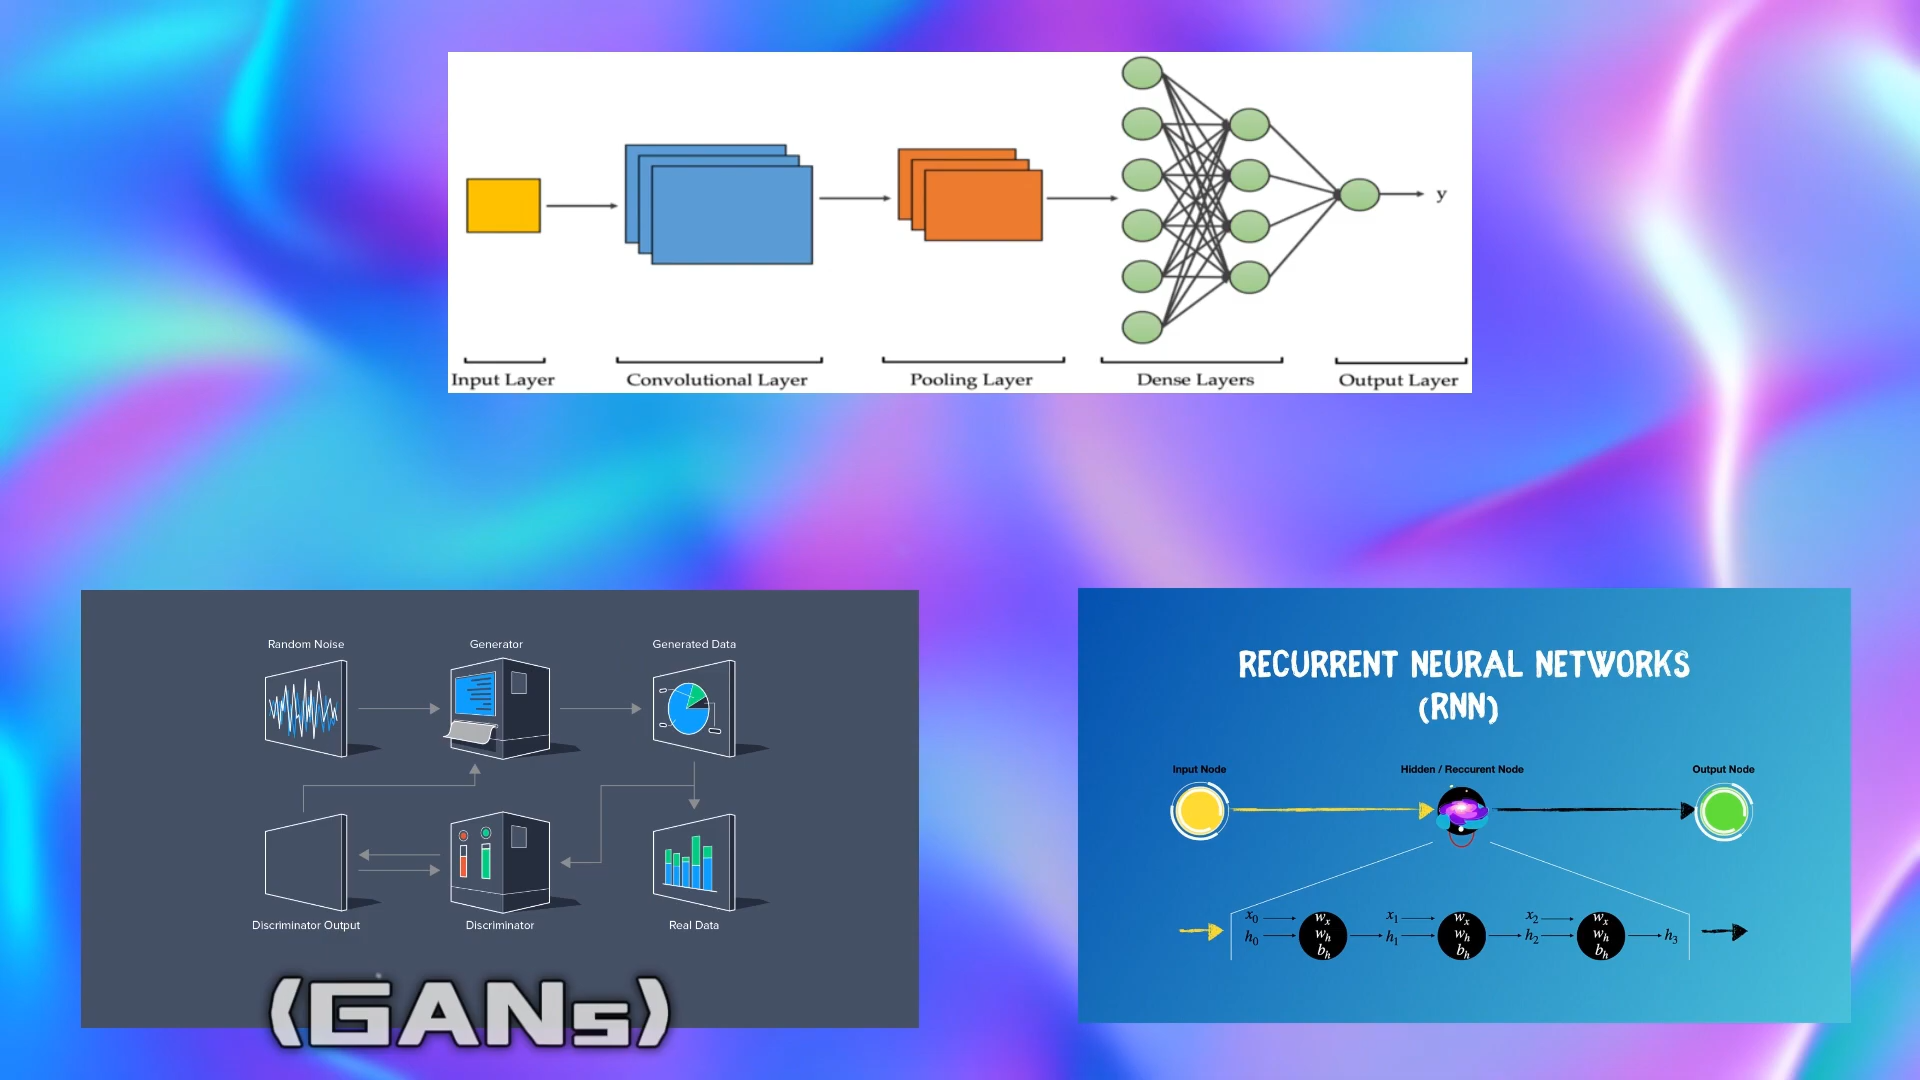 y
Input Layer Convolutional Layer Pooling Layer Dense Layers Output Layer
Random Noise Generator Generated Data
Discriminator Output Discriminator Real Data
(GANs)
RECURRENT NEURAL NETWORKS
(RNN)
Input Node Hidden / Reccurent Node Output Node
x0 wx x1 wx x2 wx
h0 wh h1 wh h2 wh h3
bh bh bh